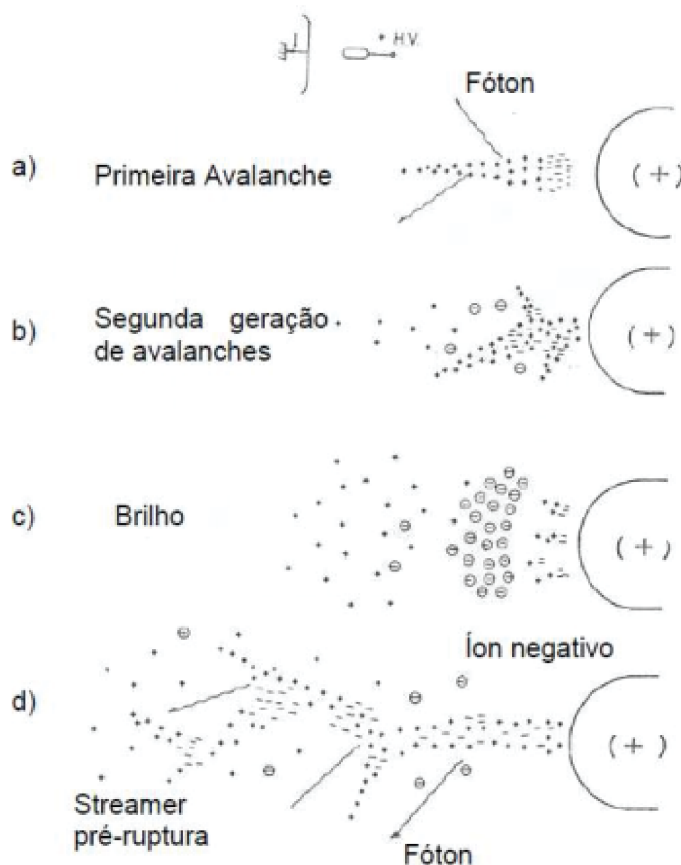 + H.V.
Fóton
a)
Primeira Avalanche
(+)
b)
Segunda geração
de avalanches
(+)
c)
Brilho
(+)
Íon negativo
d)
(+)
Streamer
pré-ruptura
Fóton